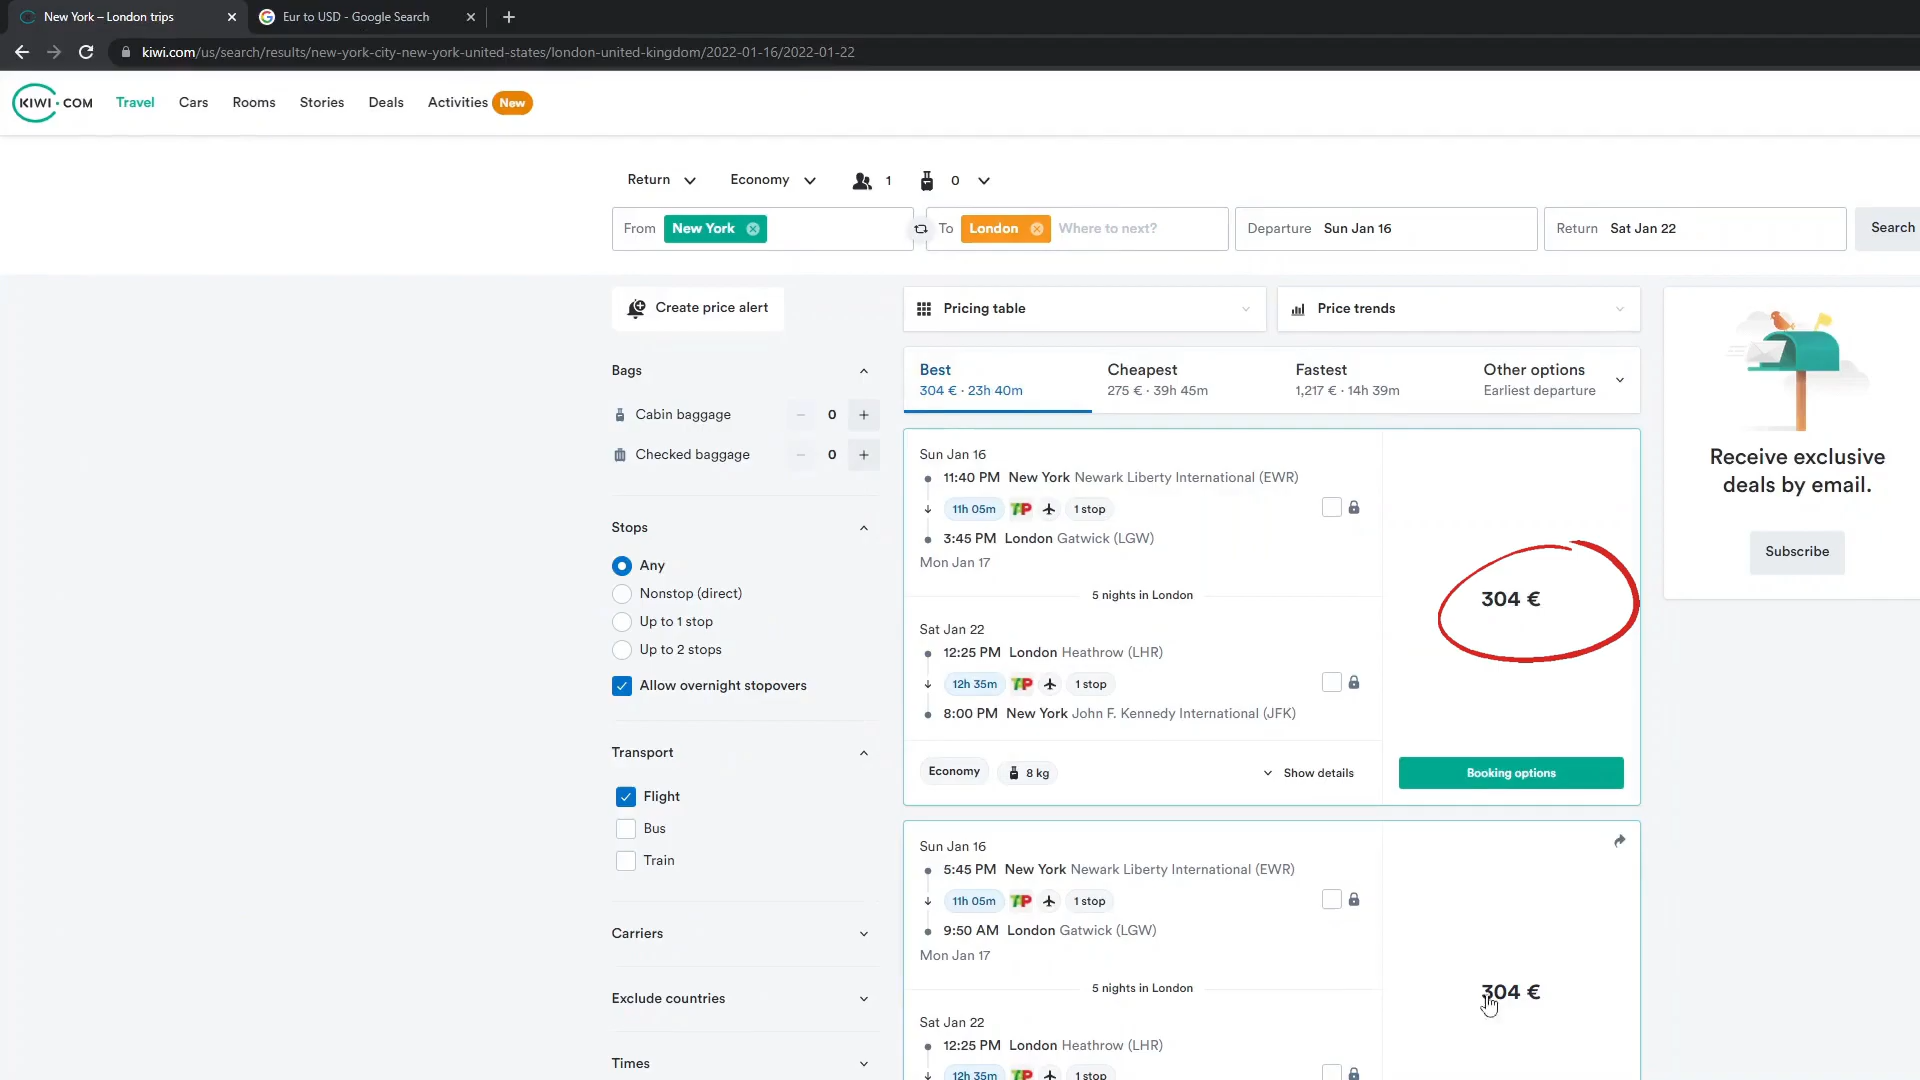 New York – London trips
Eur to USD - Google Search
kiwi.com/us/search/results/new-york-city-new-york-united-states/london-united-kingdom/2022-01-16/2022-01-22
KIWI.COM Travel Cars Rooms Stories Deals Activities New
Return Economy 1 0
From New York To London Where to next? Departure Sun Jan 16 Return Sat Jan 22 Search
Create price alert
Bags
Cabin baggage 0 +
Checked baggage 0 +
Stops
Any
Nonstop (direct)
Up to 1 stop
Up to 2 stops
Allow overnight stopovers
Transport
Flight
Bus
Train
Carriers
Exclude countries
Times
Pricing table
Price trends
Best
304 € · 23h 40m
Cheapest
275 € · 39h 45m
Fastest
1,217 € · 14h 39m
Other options
Earliest departure
Sun Jan 16
11:40 PM New York Newark Liberty International (EWR)
11h 05m TP 1 stop
3:45 PM London Gatwick (LGW)
Mon Jan 17
5 nights in London
Sat Jan 22
12:25 PM London Heathrow (LHR)
12h 35m TP 1 stop
8:00 PM New York John F. Kennedy International (JFK)
Economy 8 kg Show details
304 €
Booking options
Sun Jan 16
5:45 PM New York Newark Liberty International (EWR)
11h 05m TP 1 stop
9:50 AM London Gatwick (LGW)
Mon Jan 17
5 nights in London
Sat Jan 22
12:25 PM London Heathrow (LHR)
12h 35m TP 1 stop
304 €
Receive exclusive
deals by email.
Subscribe